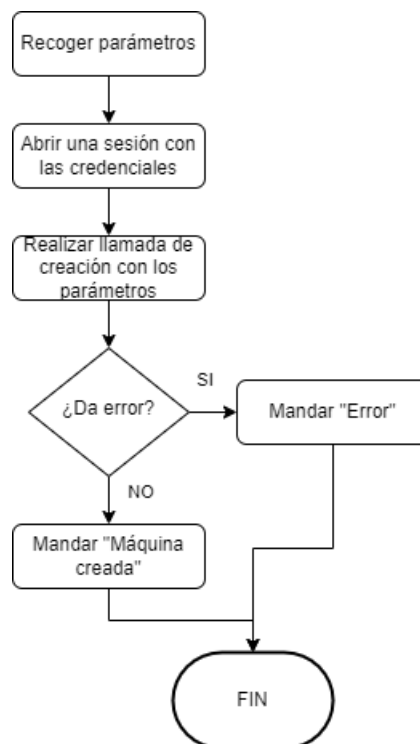 Recoger parámetros
Abrir una sesión con
las credenciales
Realizar llamada de
creación con los
parámetros
¿Da error?
SI
Mandar "Error"
NO
Mandar "Máquina
creada"
FIN